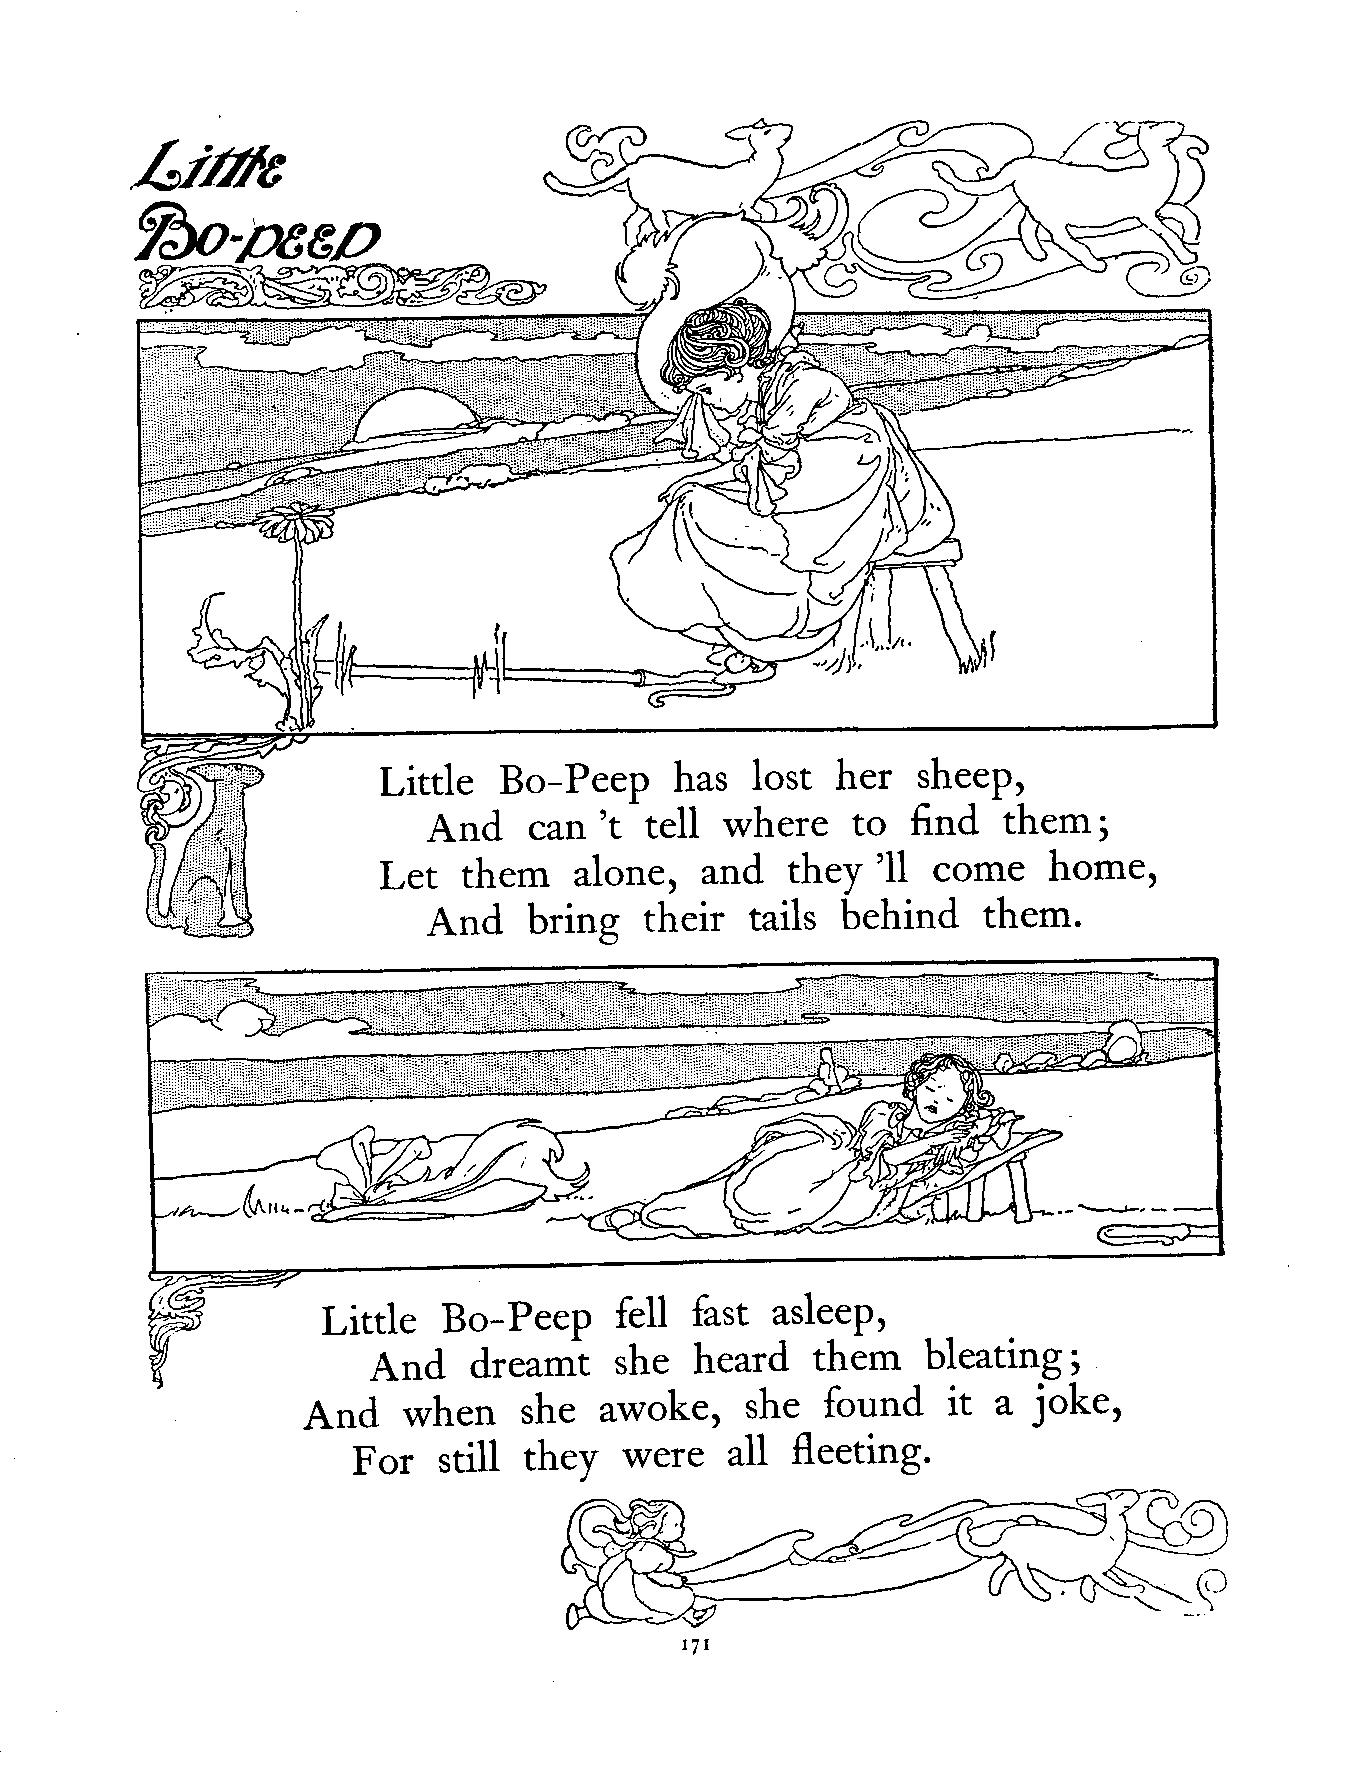 Little
Bo-peep
Little Bo-Peep has lost her sheep,
And can 't tell where to find them;
Let them alone, and they 'll come home,
And bring their tails behind them.
Little Bo-Peep fell fast asleep,
And dreamt she heard them bleating;
And when she awoke, she found it a joke,
For still they were all fleeting.
171